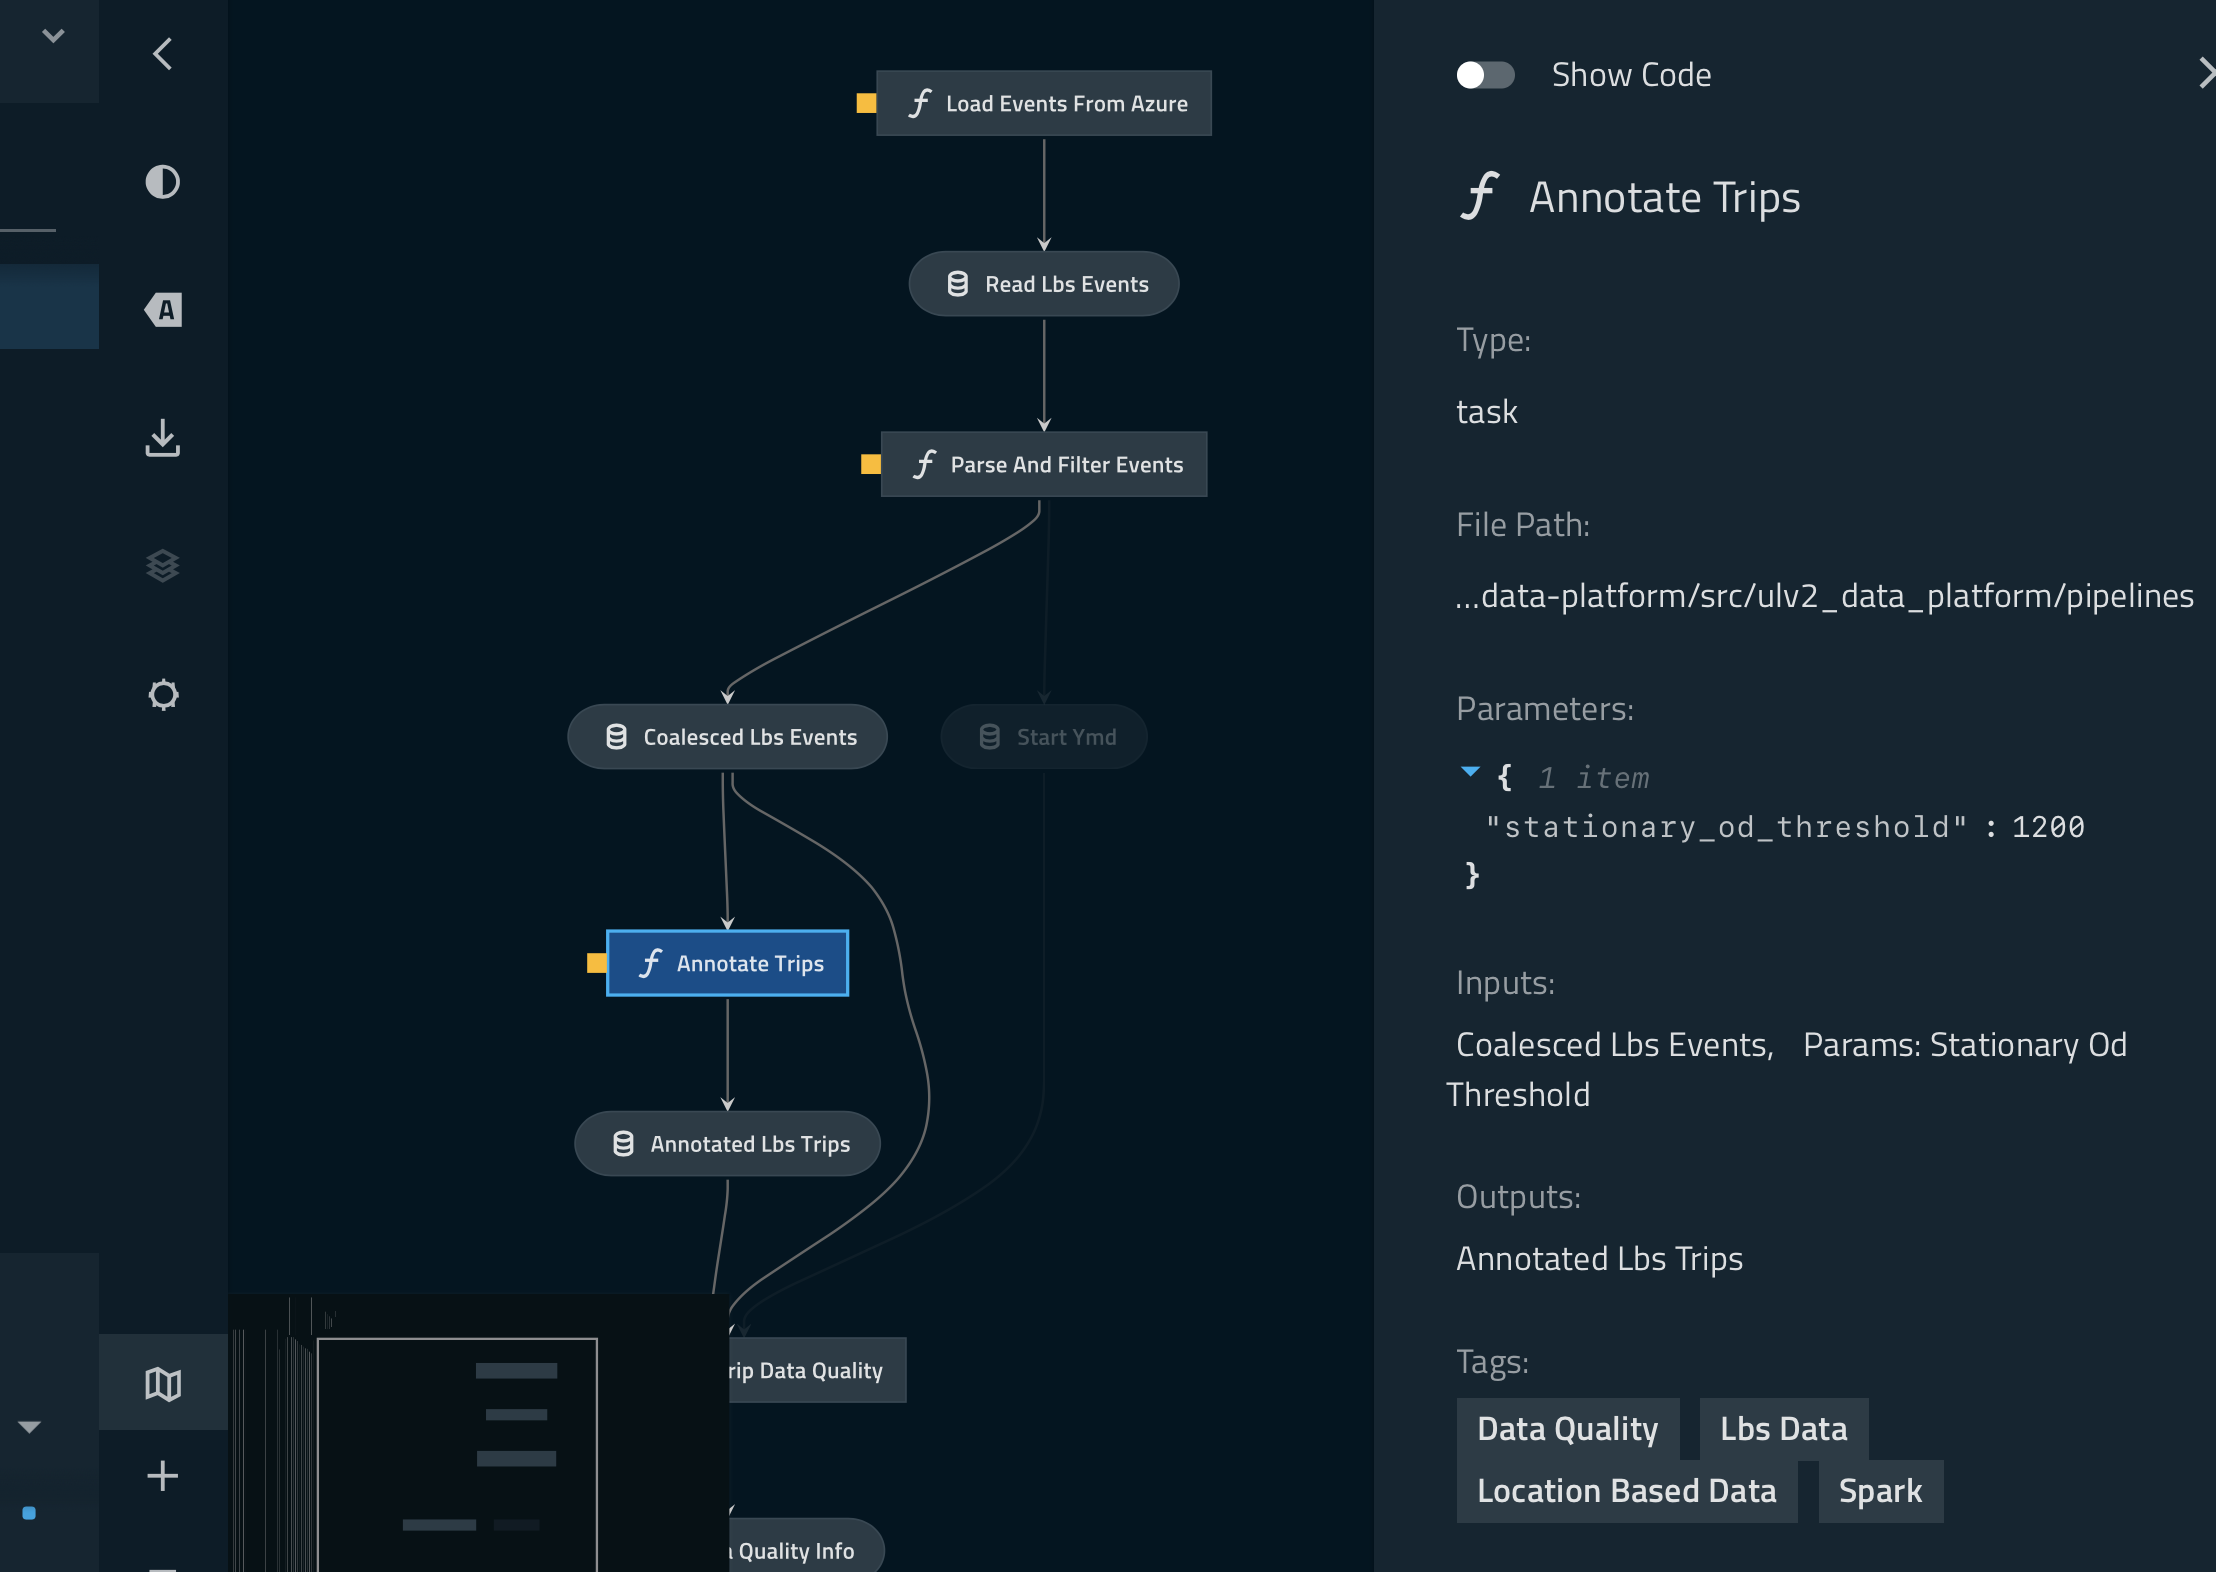 Load Events From Azure
Read Lbs Events
Parse And Filter Events
Coalesced Lbs Events
Start Ymd
Annotate Trips
Annotated Lbs Trips
Data Quality
Quality Info
A
Show Code
Annotate Trips
Type:
task
File Path:
...data-platform/src/ulv2_data_platform/pipelines
Parameters:
{ 1 item
"stationary_od_threshold" : 1200
}
Inputs:
Coalesced Lbs Events, Params: Stationary Od
Threshold
Outputs:
Annotated Lbs Trips
Tags:
Data Quality Lbs Data
Location Based Data Spark